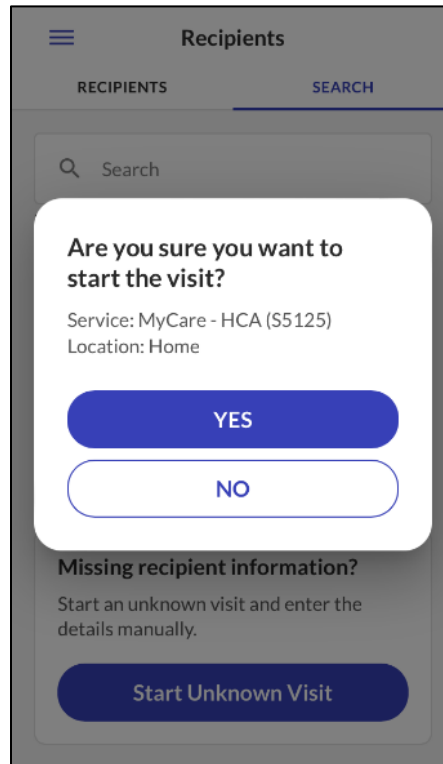 Recipients
RECIPIENTS SEARCH
Search
Are you sure you want to
start the visit?
Service: MyCare - HCA (S5125)
Location: Home
YES
NO
Missing recipient information?
Start an unknown visit and enter the
details manually.
Start Unknown Visit